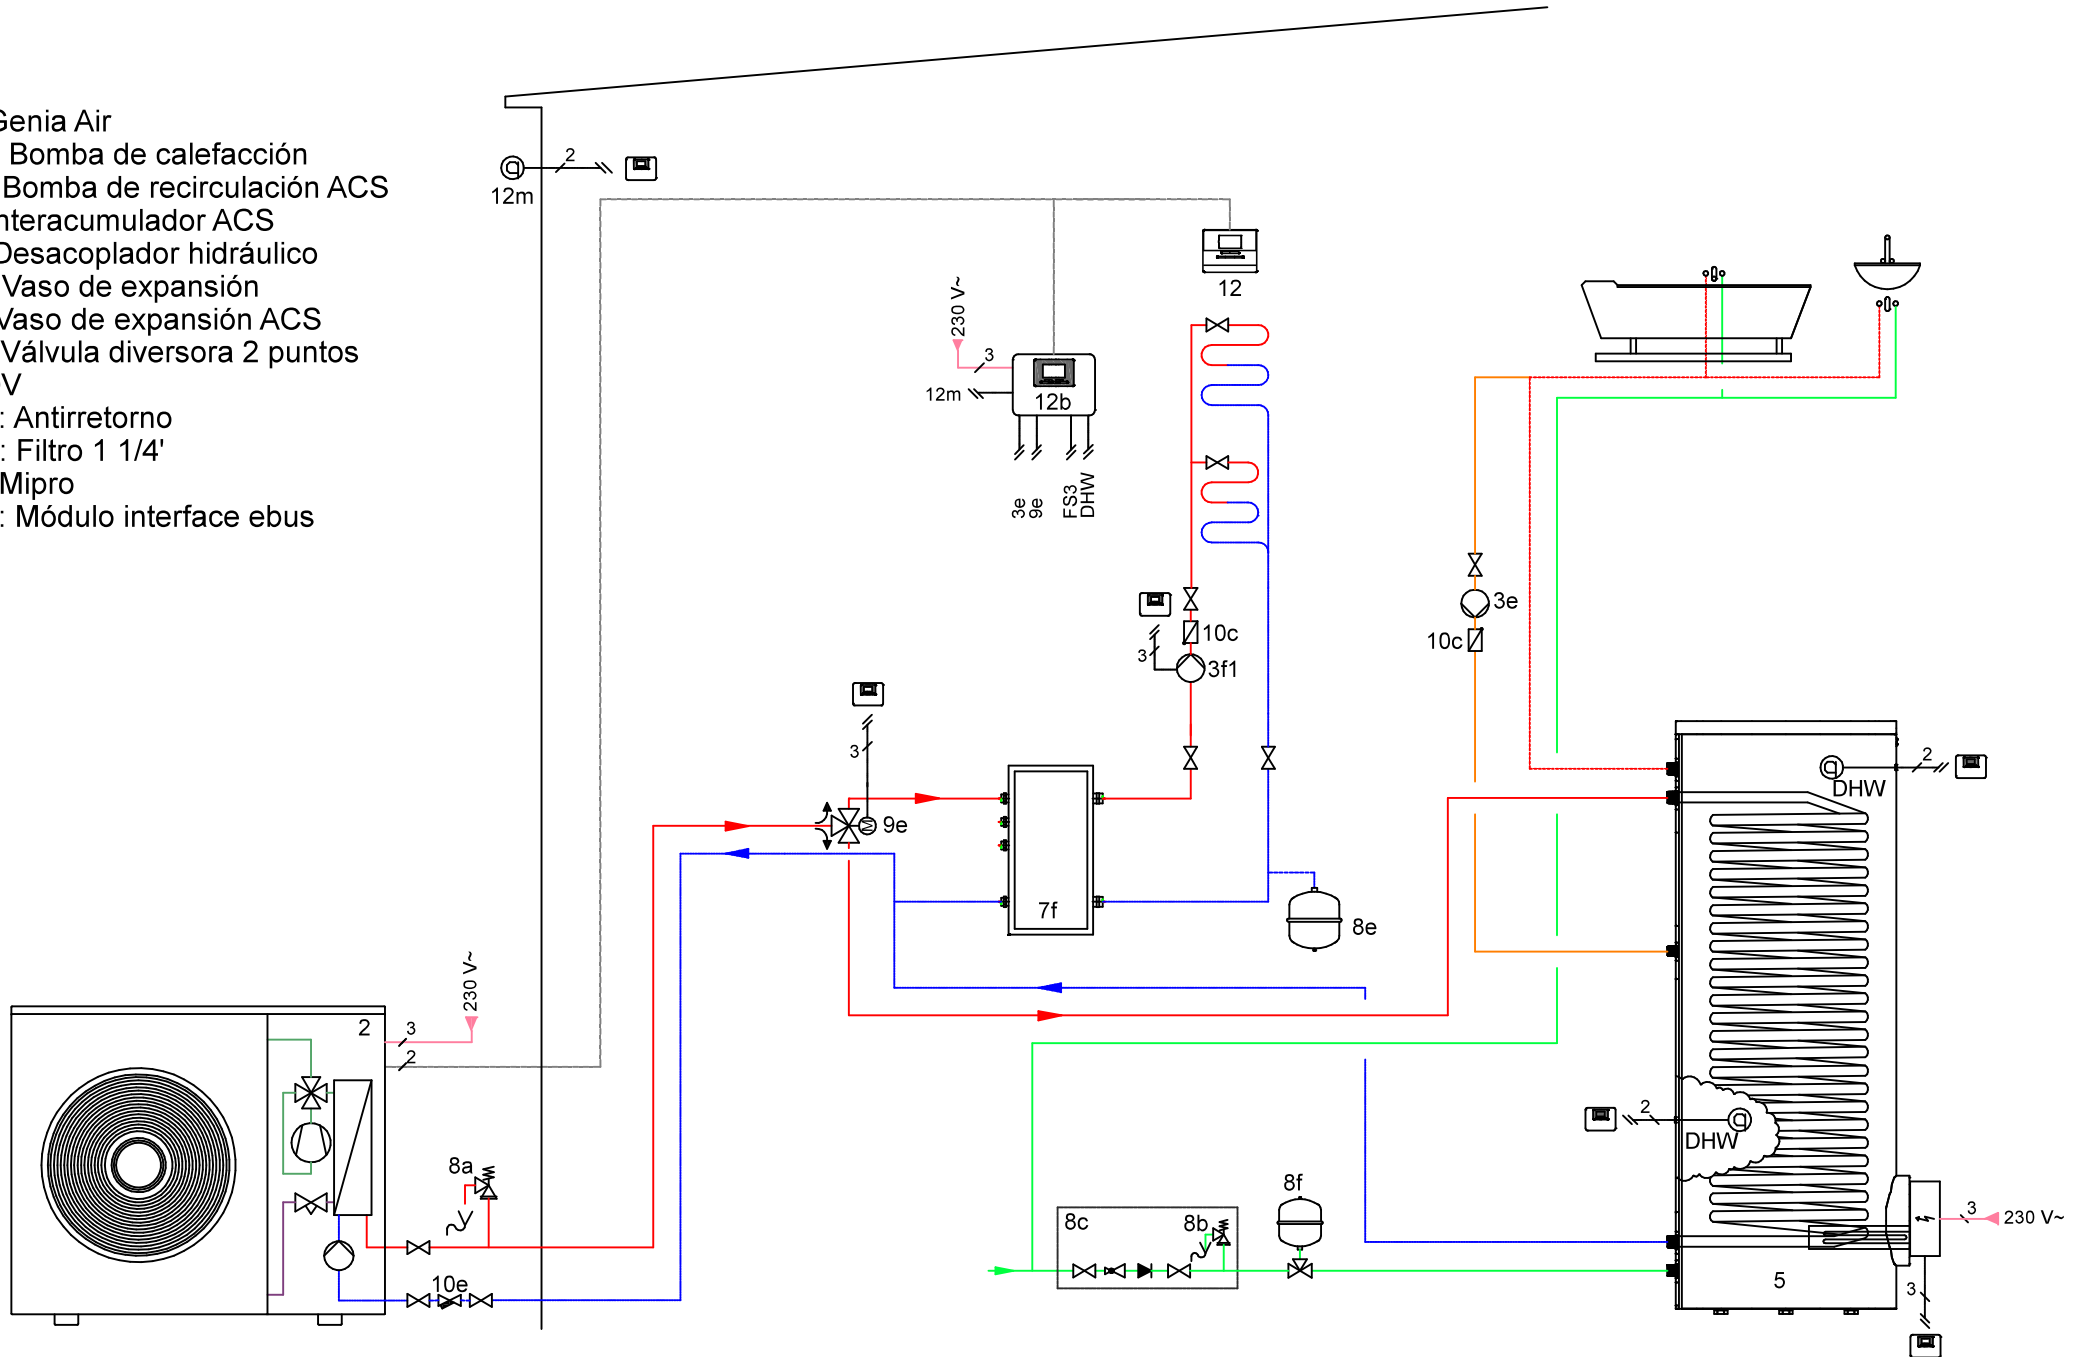 Genia Air
Bomba de calefacción
Bomba de recirculación ACS
nteracumulador ACS
Desacoplador hidráulico
Vaso de expansión
Vaso de expansión ACS
Válvula diversora 2 puntos
V
: Antirretorno
: Filtro 1 1/4'
Mipro
: Módulo interface ebus
12m
2
12
230 V~
3
12m
12b
3e
9e
FS3
DHW
3e
10c
10c
3
3f1
3
9e
7f
8e
DHW
2
230 V~
2
3
2
8a
10e
2
DHW
8c
8b
8f
5
3
230 V~
3